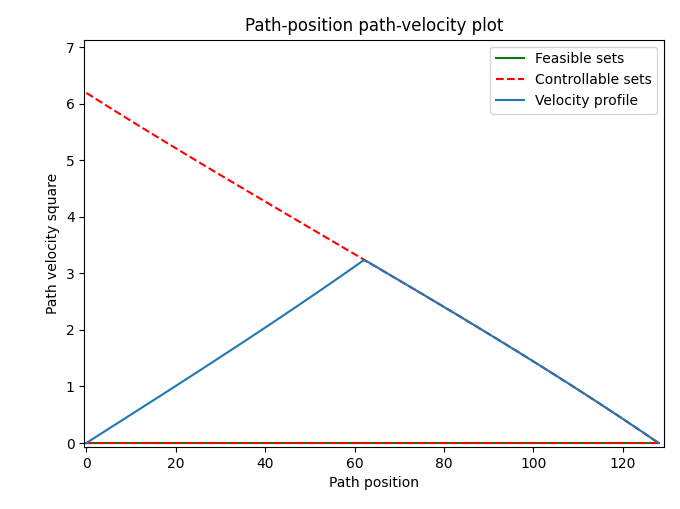 Path-position path-velocity plot
7
6
5
4
3
2
1
0
Path velocity square
Feasible sets
Controllable sets
Velocity profile
0 20 40 60 80 100 120
Path position